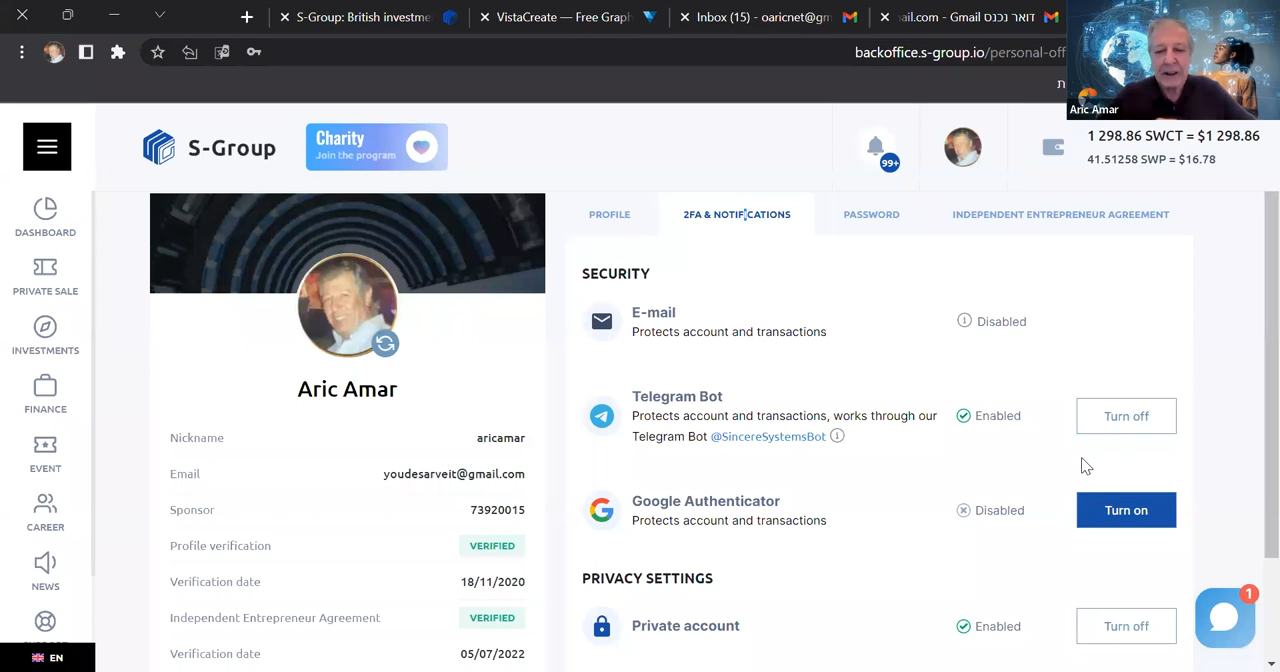 S-Group: British investme
VistaCreate — Free Graph
Inbox (15) - oaricnet@gm
ail.com - Gmail דואר נכנס
backoffice.s-group.io/personal-off
ת
Aric Amar
S-Group
Charity
Join the program
99+
1 298.86 SWCT = $1 298.86
41.51258 SWP = $16.78
DASHBOARD
PRIVATE SALE
INVESTMENTS
FINANCE
EVENT
CAREER
NEWS
EN
Aric Amar
Nickname aricamar
Email youdesarveit@gmail.com
Sponsor 73920015
Profile verification VERIFIED
Verification date 18/11/2020
Independent Entrepreneur Agreement VERIFIED
Verification date 05/07/2022
PROFILE 2FA & NOTIFICATIONS PASSWORD INDEPENDENT ENTREPRENEUR AGREEMENT
SECURITY
E-mail
Protects account and transactions
Disabled
Telegram Bot
Protects account and transactions, works through our
Telegram Bot @SincereSystemsBot
Enabled
Turn off
Google Authenticator
Protects account and transactions
Disabled
Turn on
PRIVACY SETTINGS
Private account
Enabled
Turn off
1